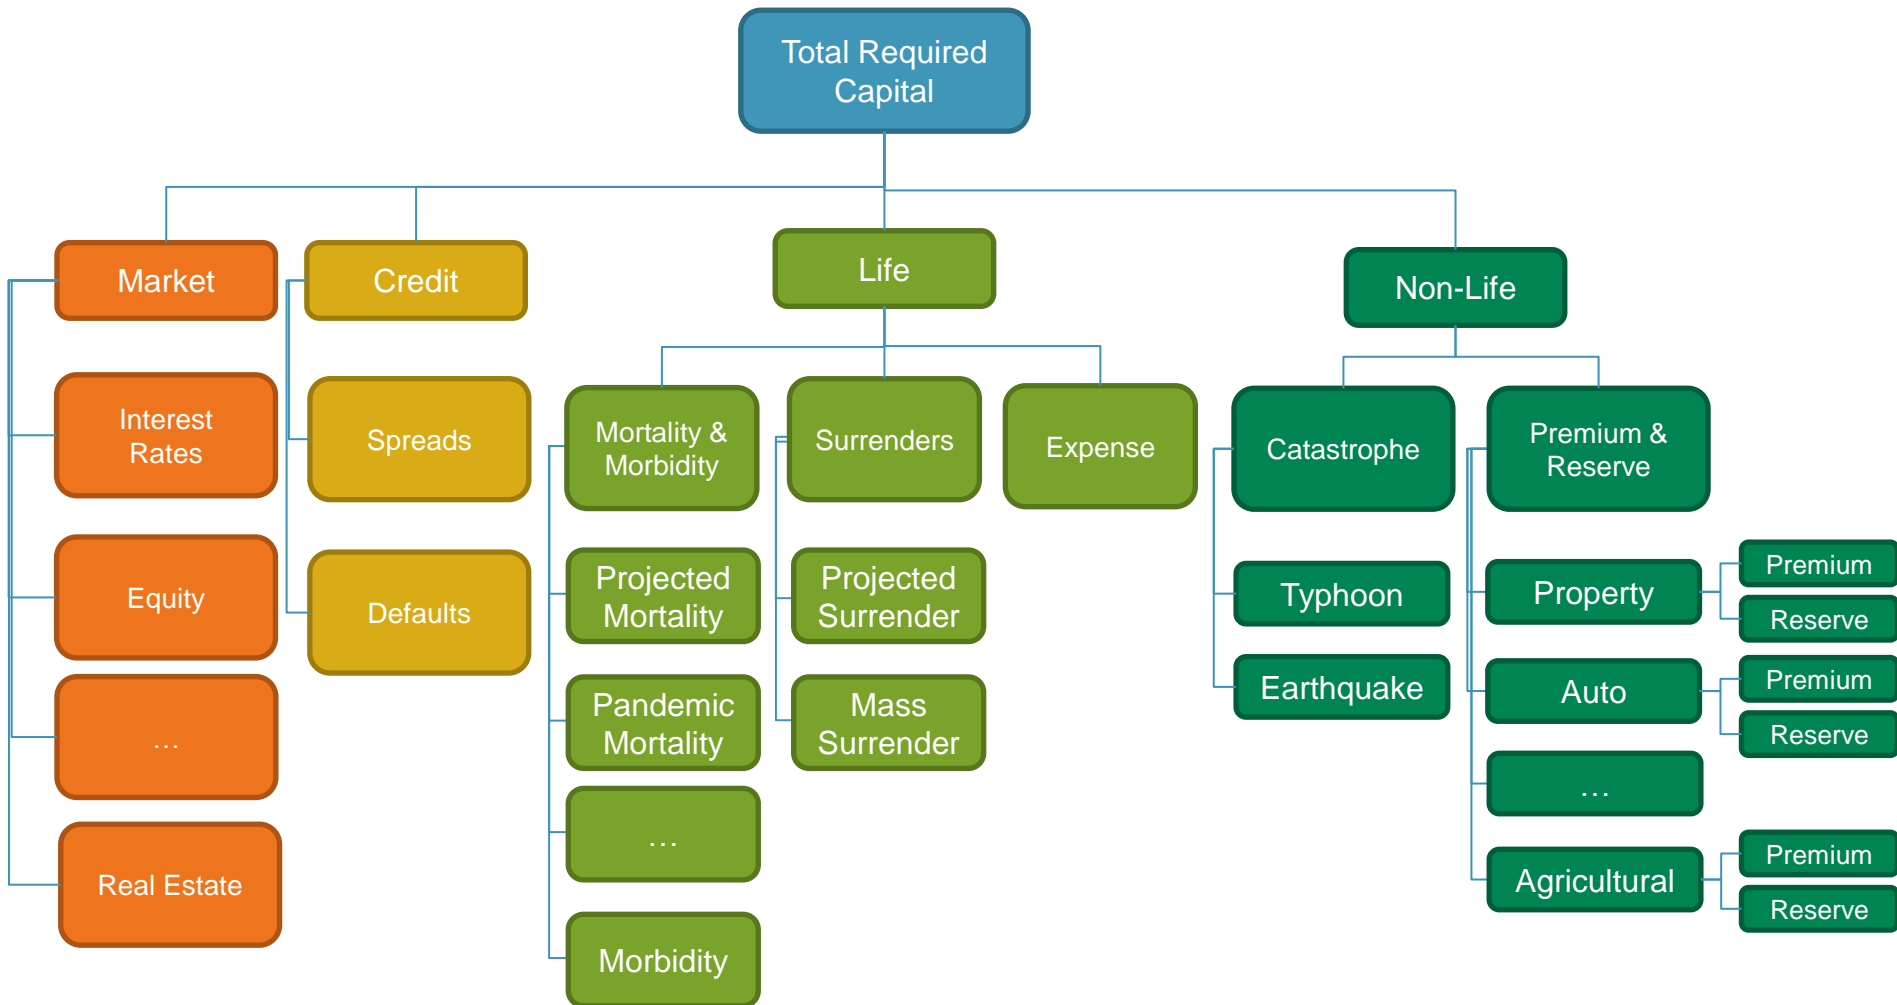 Total Required
Capital
Market
Credit
Life
Non-Life
Interest
Rates
Equity
…
Real Estate
Spreads
Defaults
Mortality &
Morbidity
Projected
Mortality
Pandemic
Mortality
…
Morbidity
Surrenders
Projected
Surrender
Mass
Surrender
Expense
Catastrophe
Typhoon
Earthquake
Premium &
Reserve
Property
Premium
Reserve
Auto
Premium
Reserve
…
Agricultural
Premium
Reserve